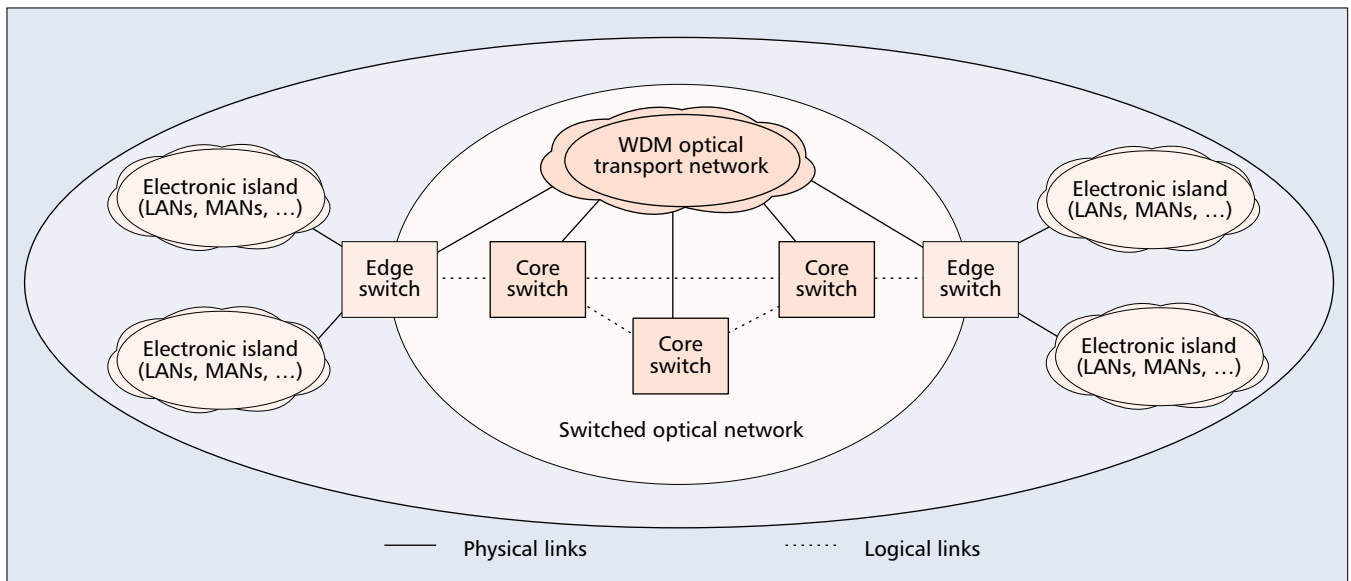 WDM optical
transport network
Electronic island
(LANs, MANs, …)
Electronic island
(LANs, MANs, …)
Edge
switch
Core
switch
Core
switch
Edge
switch
Core
switch
Electronic island
(LANs, MANs, …)
Electronic island
(LANs, MANs, …)
Switched optical network
Physical links
Logical links